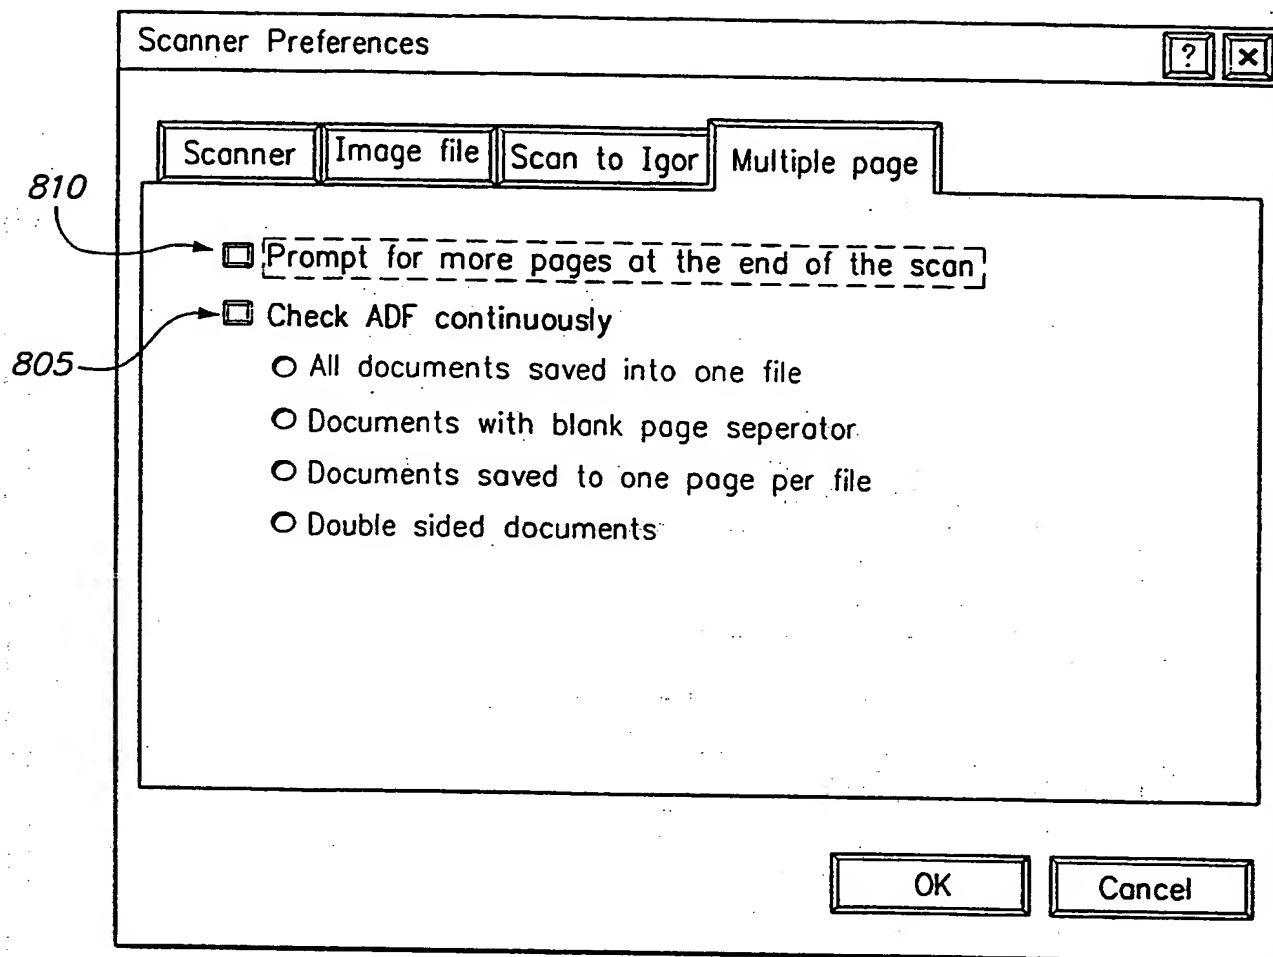 Scanner Preferences ? ×
Scanner Image file Scan to Igor Multiple page
810
Prompt for more pages at the end of the scan
Check ADF continuously
805
All documents saved into one file
Documents with blank page seperator
Documents saved to one page per file
Double sided documents
OK Cancel